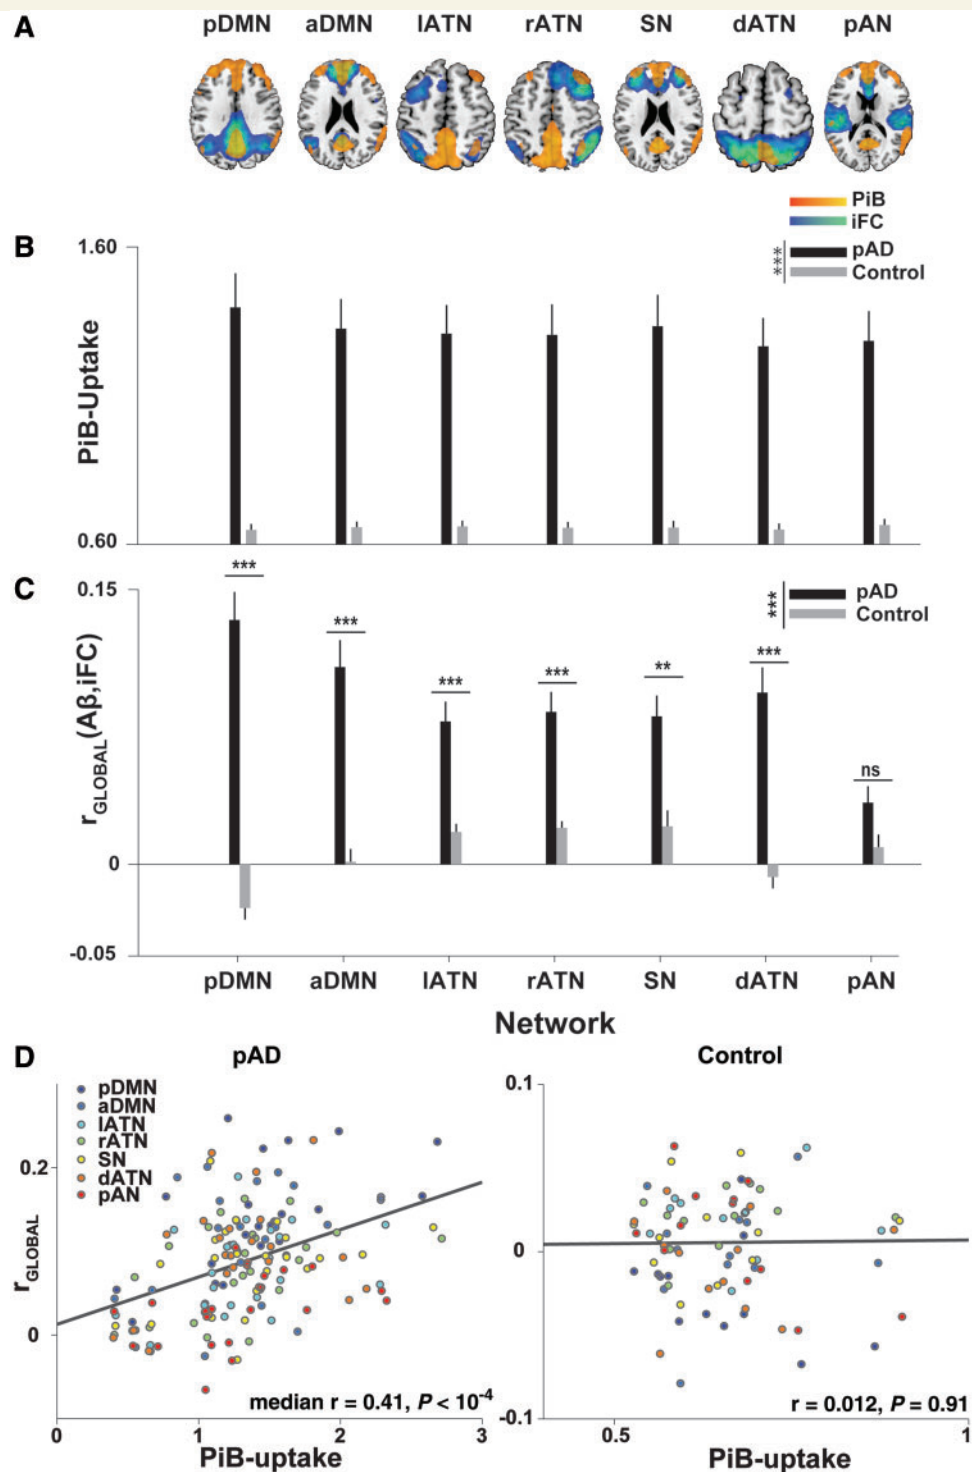 A
pDMN aDMN lATN rATN SN dATN pAN
PiB
iFC
B
1.60
*** pAD
Control
PiB-Uptake
0.60
C
***
0.15
*** pAD
Control
***
***
***
***
**
ns
rGLOBAL(Aβ,iFC)
0
-0.05
pDMN aDMN lATN rATN SN dATN pAN
Network
D
pAD
Control
pDMN
aDMN
lATN
rATN
SN
dATN
pAN
0.2
rGLOBAL
0
median r = 0.41, P < 10-4
0 1 2 3
PiB-uptake
0.1
0
-0.1
r = 0.012, P = 0.91
0.5 1
PiB-uptake